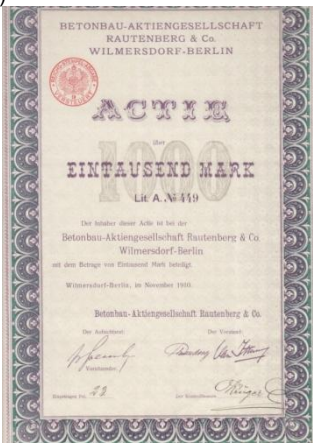 BETONBAU-AKTIENGESELLSCHAFT
RAUTENBERG & Co.
WILMERSDORF-BERLIN
ACTIE
über
1000
EINTAUSEND MARK
Lit. A. № 449
Der Inhaber dieser Actie ist bei der
Betonbau-Aktiengesellschaft Rautenberg & Co
Wilmersdorf-Berlin
mit dem Betrage von Eintausend Mark beteiligt.
Wilmersdorf-Berlin, im November 1910.
Betonbau-Aktiengesellschaft Rautenberg & Co.
Der Aufsichtsrat:
Der Vorstand:
Vorsitzender.